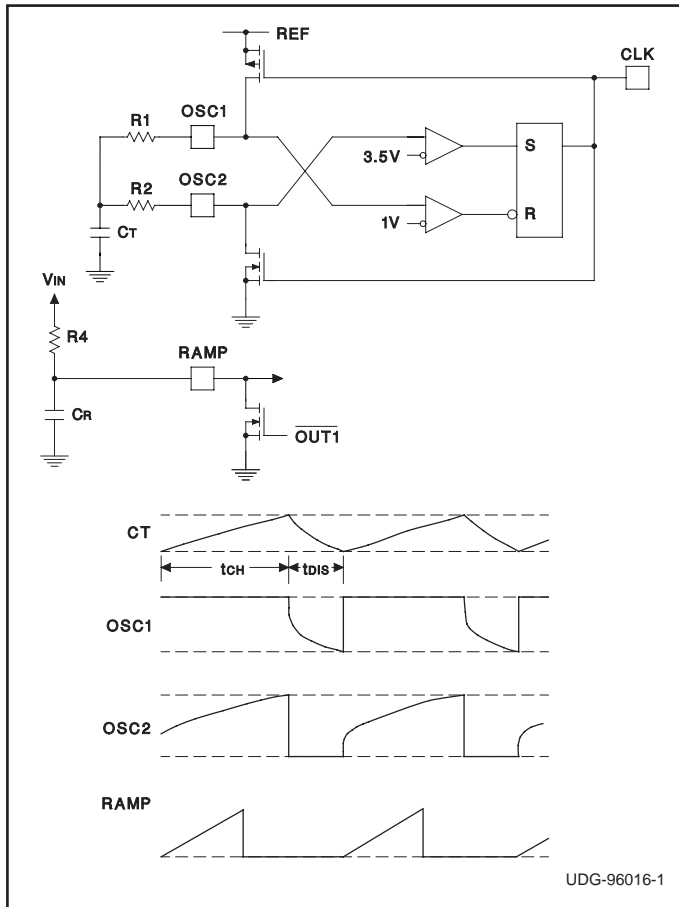 REF
CLK
OSC1
R1
S
3.5V
OSC2
R2
1V
R
CT
VIN
R4
RAMP
CR
OUT1
CT
tCH
tDIS
OSC1
OSC2
RAMP
UDG-96016-1